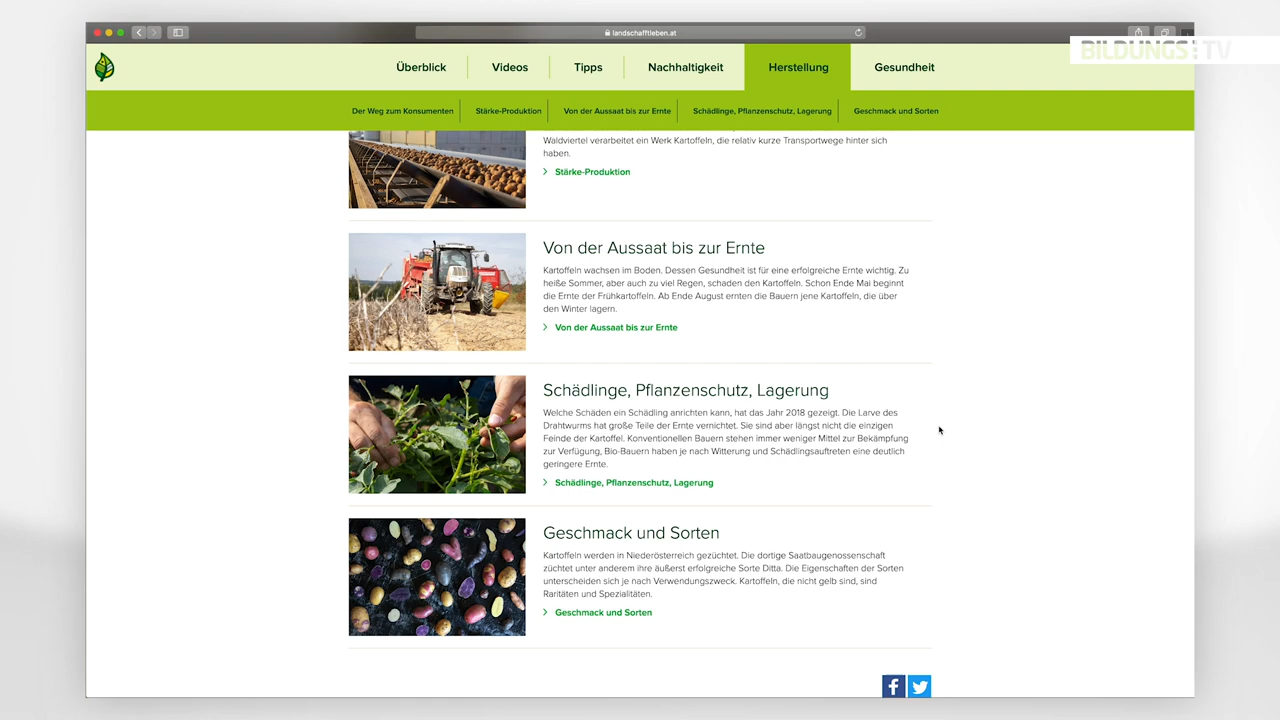 landschafftleben.at
BILDUNGS:TV
Überblick Videos Tipps Nachhaltigkeit Herstellung Gesundheit
Der Weg zum Konsumenten Stärke-Produktion Von der Aussaat bis zur Ernte Schädlinge, Pflanzenschutz, Lagerung Geschmack und Sorten
Waldviertel verarbeitet ein Werk Kartoffeln, die relativ kurze Transportwege hinter sich
haben.
Stärke-Produktion
Von der Aussaat bis zur Ernte
Kartoffeln wachsen im Boden. Dessen Gesundheit ist für eine erfolgreiche Ernte wichtig. Zu
heiße Sommer, aber auch zu viel Regen, schaden den Kartoffeln. Schon Ende Mai beginnt
die Ernte der Frühkartoffeln. Ab Ende August ernten die Bauern jene Kartoffeln, die über
den Winter lagern.
Von der Aussaat bis zur Ernte
Schädlinge, Pflanzenschutz, Lagerung
Welche Schäden ein Schädling anrichten kann, hat das Jahr 2018 gezeigt. Die Larve des
Drahtwurms hat große Teile der Ernte vernichtet. Sie sind aber längst nicht die einzigen
Feinde der Kartoffel. Konventionellen Bauern stehen immer weniger Mittel zur Bekämpfung
zur Verfügung, Bio-Bauern haben je nach Witterung und Schädlingsauftreten eine deutlich
geringere Ernte.
Schädlinge, Pflanzenschutz, Lagerung
Geschmack und Sorten
Kartoffeln werden in Niederösterreich gezüchtet. Die dortige Saatbaugenossenschaft
züchtet unter anderem ihre äußerst erfolgreiche Sorte Ditta. Die Eigenschaften der Sorten
unterscheiden sich je nach Verwendungszweck. Kartoffeln, die nicht gelb sind, sind
Raritäten und Spezialitäten.
Geschmack und Sorten